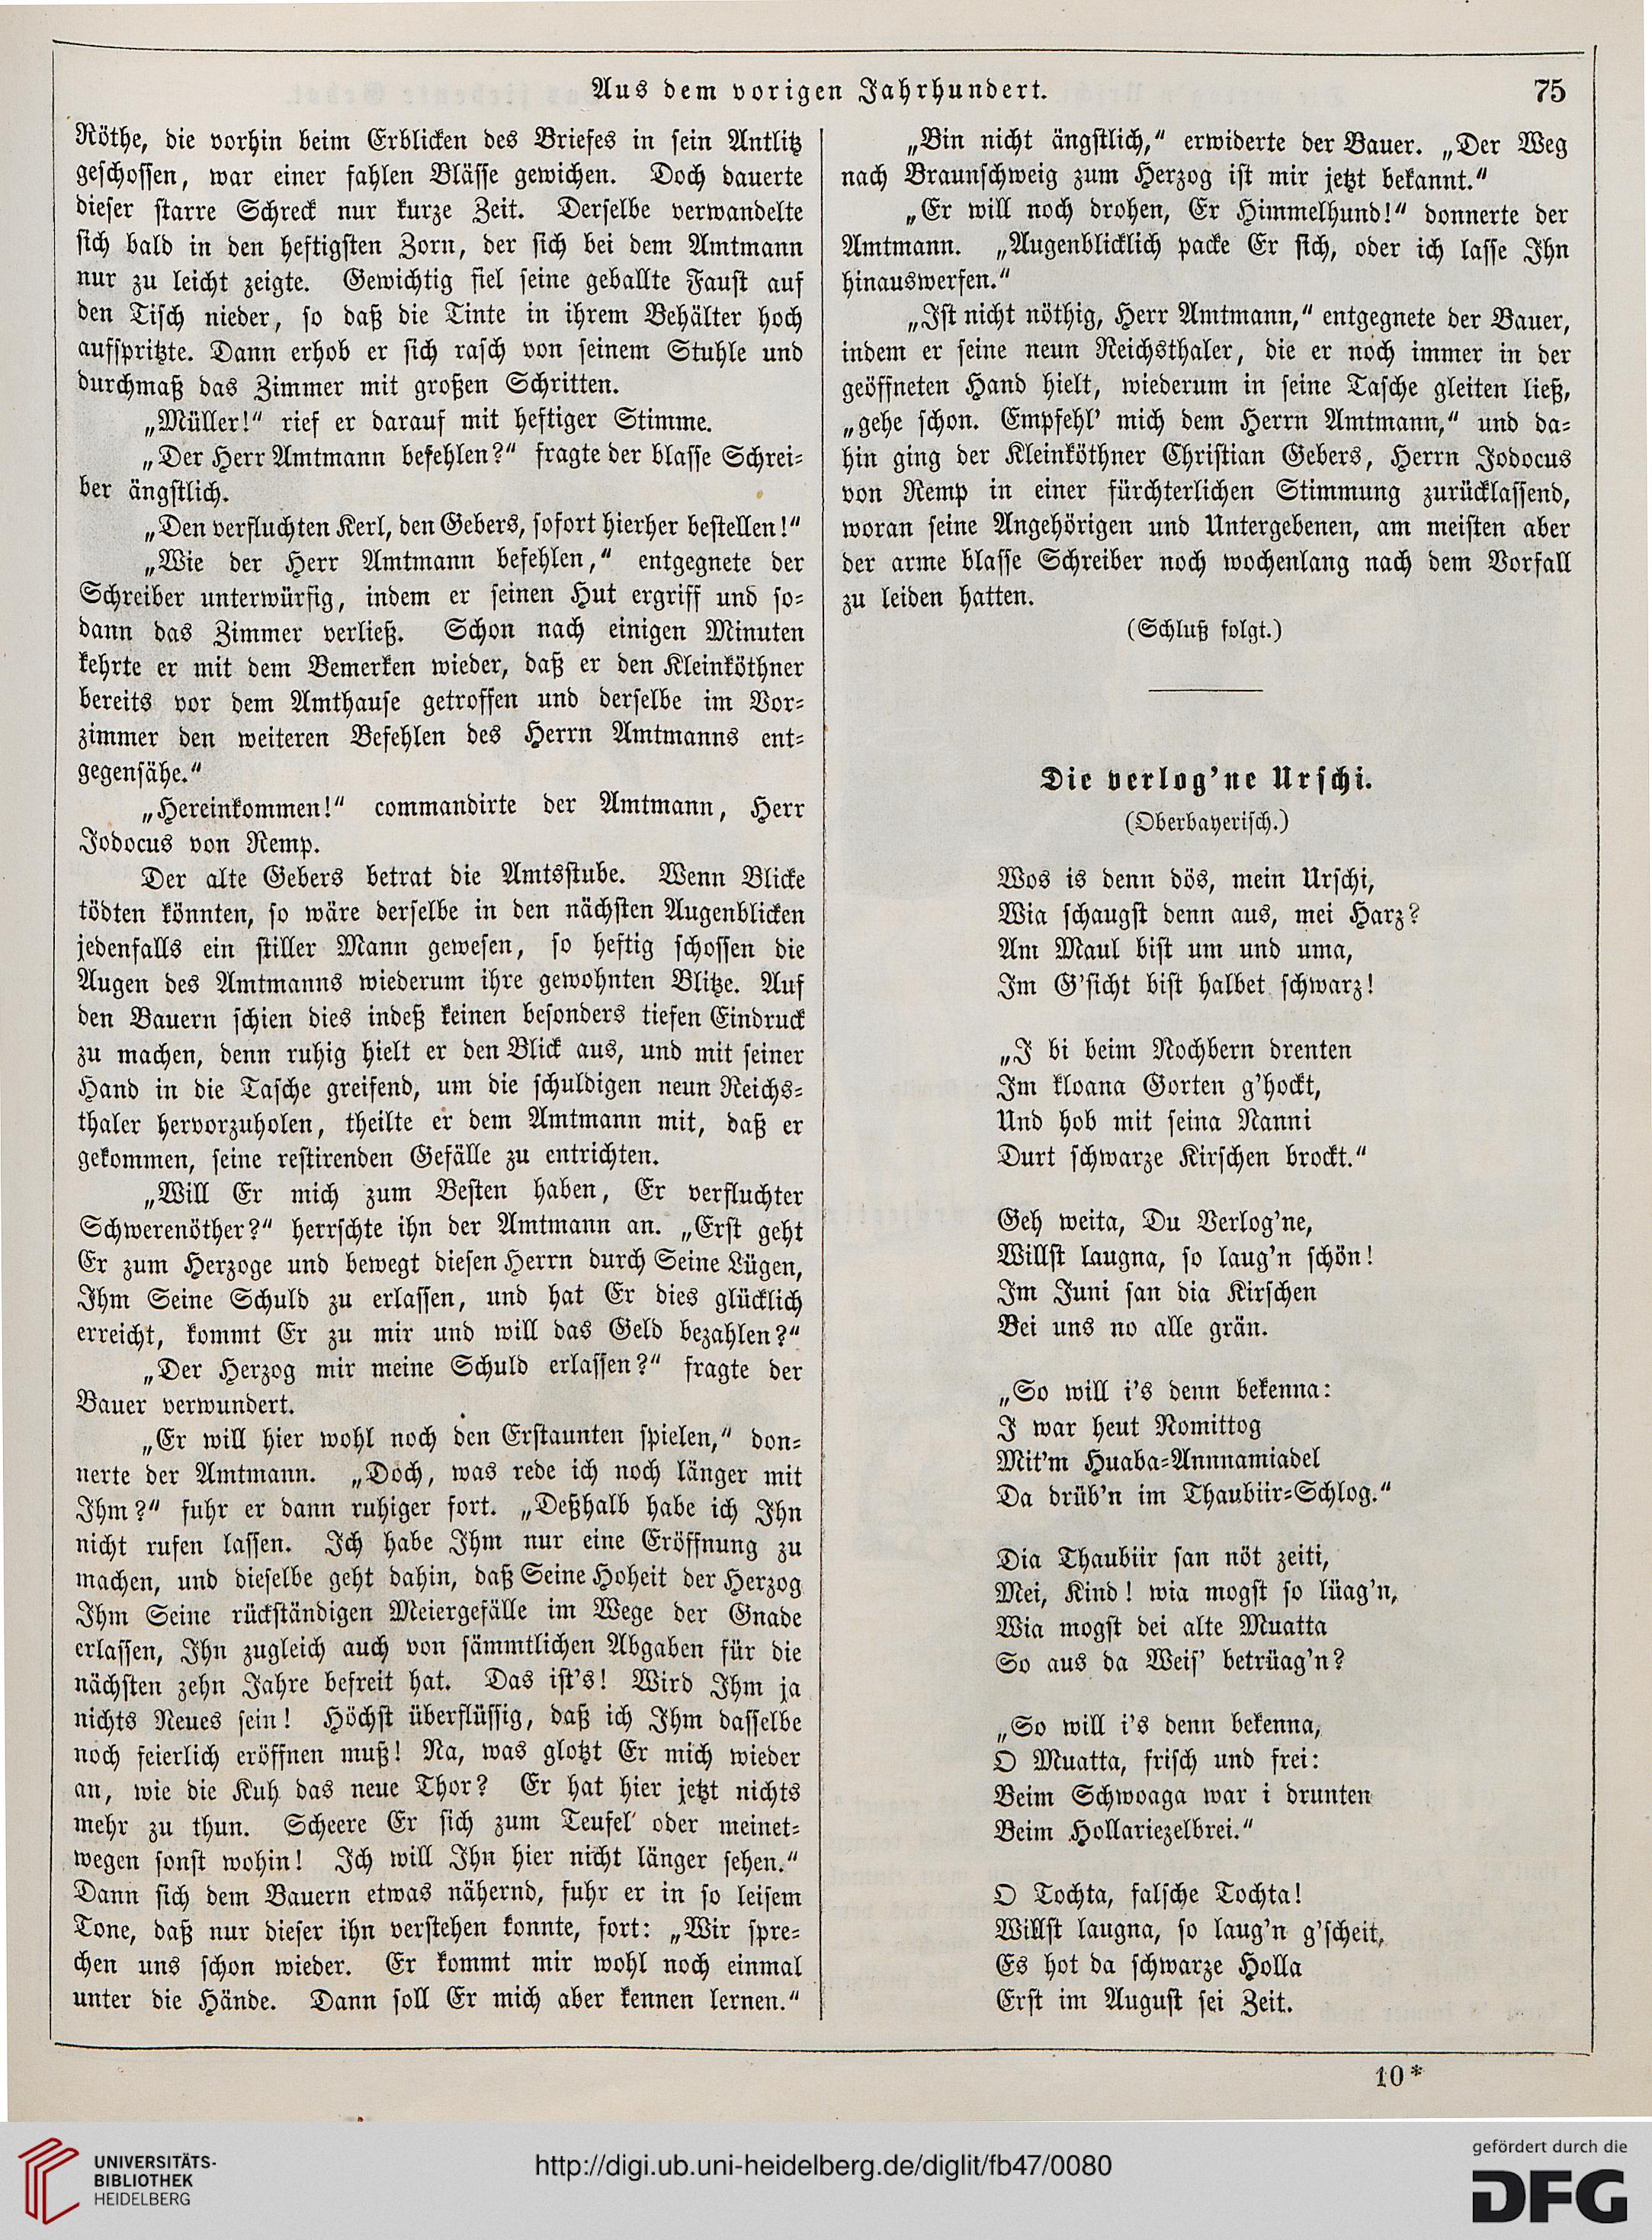 Aus dem vorigen Jahrhundert.
75
Röthe, die vorhin beim Erblicken des Briefes in sein Antlitz
geschossen, war einer fahlen Blässe gewichen. Doch dauerte
dieser starre Schreck nur kurze Zeit. Derselbe verwandelte
sich bald in den heftigsten Zorn, der sich bei dem Amtmann
nur zu leicht zeigte. Gewichtig fiel seine geballte Faust auf
den Tisch nieder, so daß die Tinte in ihrem Behälter hoch
aufspritzte. Dann erhob er sich rasch von seinem Stuhle und
durchmaß das Zimmer mit großen Schritten.
„Müller!“ rief er darauf mit heftiger Stimme.
„Der Herr Amtmann befehlen?“ fragte der blasse Schrei-
ber ängstlich.
„Den verfluchten Kerl, den Gebers, sofort hierher bestellen!“
„Wie der Herr Amtmann befehlen,“ entgegnete der
Schreiber unterwürfig, indem er seinen Hut ergriff und so-
dann das Zimmer verließ. Schon nach einigen Minuten
kehrte er mit dem Bemerken wieder, daß er den Kleinköthner
bereits vor dem Amthause getroffen und derselbe im Vor-
zimmer den weiteren Befehlen des Herrn Amtmanns ent-
gegensähe.“
„Hereinkommen!“ commandirte der Amtmann, Herr
Jodocus von Remp.
Der alte Gebers betrat die Amtsstube. Wenn Blicke
tödten könnten, so wäre derselbe in den nächsten Augenblicken
jedenfalls ein stiller Mann gewesen, so heftig schossen die
Augen des Amtmanns wiederum ihre gewohnten Blitze. Auf
den Bauern schien dies indeß keinen besonders tiefen Eindruck
zu machen, denn ruhig hielt er den Blick aus, und mit seiner
Hand in die Tasche greifend, um die schuldigen neun Reichs-
thaler hervorzuholen, theilte er dem Amtmann mit, daß er
gekommen, seine restirenden Gefälle zu entrichten.
„Will Er mich zum Besten haben, Er verfluchter
Schwerenöther?“ herrschte ihn der Amtmann an. „Erst geht
Er zum Herzoge und bewegt diesen Herrn durch Seine Lügen,
Ihm Seine Schuld zu erlassen, und hat Er dies glücklich
erreicht, kommt Er zu mir und will das Geld bezahlen?“
„Der Herzog mir meine Schuld erlassen?“ fragte der
Bauer verwundert.
„Er will hier wohl noch den Erstaunten spielen,“ don-
nerte der Amtmann. „Doch, was rede ich noch länger mit
Ihm?“ fuhr er dann ruhiger fort. „Deßhalb habe ich Ihn
nicht rufen lassen. Ich habe Ihm nur eine Eröffnung zu
machen, und dieselbe geht dahin, daß Seine Hoheit der Herzog
Ihm Seine rückständigen Meiergefälle im Wege der Gnade
erlassen, Ihn zugleich auch von sämmtlichen Abgaben für die
nächsten zehn Jahre befreit hat. Das ist's! Wird Ihm ja
nichts Neues sein! Höchst überflüssig, daß ich Ihm dasselbe
noch feierlich eröffnen muß! Na, was glotzt Er mich wieder
an, wie die Kuh das neue Thor? Er hat hier jetzt nichts
mehr zu thun. Scheere Er sich zum Teufel oder meinet-
wegen sonst wohin! Ich will Ihn hier nicht länger sehen.“
Dann sich dem Bauern etwas nähernd, fuhr er in so leisem
Tone, daß nur dieser ihn verstehen konnte, fort: „Wir spre-
chen uns schon wieder. Er kommt mir wohl noch einmal
unter die Hände. Dann soll Er mich aber kennen lernen.“
„Bin nicht ängstlich,“ erwiderte der Bauer. „Der Weg
nach Braunschweig zum Herzog ist mir jetzt bekannt.“
„Er will noch drohen, Er Himmelhund!“ donnerte der
Amtmann. „Augenblicklich packe Er sich, oder ich lasse Ihn
hinauswerfen.“
„Ist nicht nöthig, Herr Amtmann,“ entgegnete der Bauer,
indem er seine neun Reichsthaler, die er noch immer in der
geöffneten Hand hielt, wiederum in seine Tasche gleiten ließ,
„gehe schon. Empfehl' mich dem Herrn Amtmann,“ und da-
hin ging der Kleinköthner Christian Gebers, Herrn Jodocus
von Remp in einer fürchterlichen Stimmung zurücklassend,
woran seine Angehörigen und Untergebenen, am meisten aber
der arme blasse Schreiber noch wochenlang nach dem Vorfall
zu leiden hatten.
(Schluß folgt.)
Die verlog'ne Urschi.
(Oberbayerisch.)
Wos is denn dös, mein Urschi,
Wia schaugst denn aus, mei Harz?
Am Maul bist um und uma,
Im G'sicht bist halbet schwarz!
„I bi beim Nochbern drenten
Im kloana Gorten g'hockt,
Und hob mit seina Nanni
Durt schwarze Kirschen brockt.“
Geh weita, Du Verlog'ne,
Willst laugna, so laug'n schön!
Im Juni san dia Kirschen
Bei uns no alle grän.
„So will i's denn bekenna:
I war heut Nomittog
Mit'm Huaba-Annnamiadel
Da drüb'n im Thaubiir-Schlog.“
Dia Thaubiir san nöt zeiti,
Mei, Kind! wia mogst so lüag'n,
Wia mogst dei alte Muatta
So aus da Weis' betrüag'n?
„So will i's denn bekenna,
O Muatta, frisch und frei:
Beim Schwoaga war i drunten
Beim Hollariezelbrei.“
O Tochta, falsche Tochta!
Willst laugna, so laug'n g'scheit,
Es hot da schwarze Holla
Erst im August sei Zeit.
10*
UNIVERSITÄTS-
BIBLIOTHEK
HEIDELBERG
http://digi.ub.uni-heidelberg.de/diglit/fb47/0080
gefördert durch die
DFG